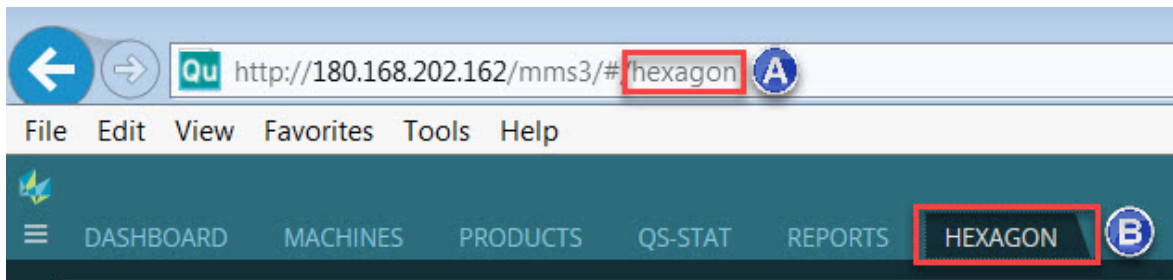 Qu http://180.168.202.162/mms3/#/hexagon A
File Edit View Favorites Tools Help
DASHBOARD MACHINES PRODUCTS QS-STAT REPORTS HEXAGON B